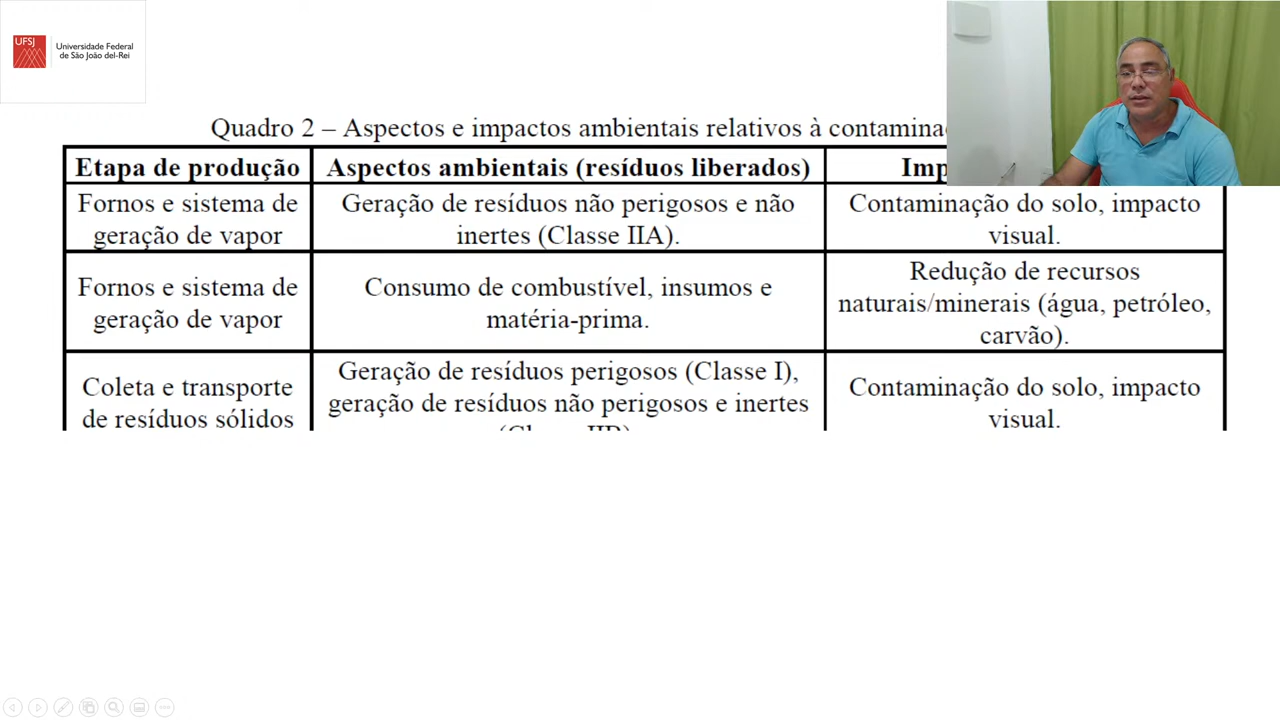 UFSJ
Universidade Federal
de São João del-Rei
Quadro 2 – Aspectos e impactos ambientais relativos à
Etapa de produção
Aspectos ambientais (resíduos liberados)
Fornos e sistema de
geração de vapor
Geração de resíduos não perigosos e não
inertes (Classe IIA).
Contaminação do solo, impacto
visual.
Fornos e sistema de
geração de vapor
Consumo de combustível, insumos e
matéria-prima.
Redução de recursos
naturais/minerais (água, petróleo,
carvão).
Coleta e transporte
de resíduos sólidos
Geração de resíduos perigosos (Classe I),
geração de resíduos não perigosos e inertes
Contaminação do solo, impacto
visual.